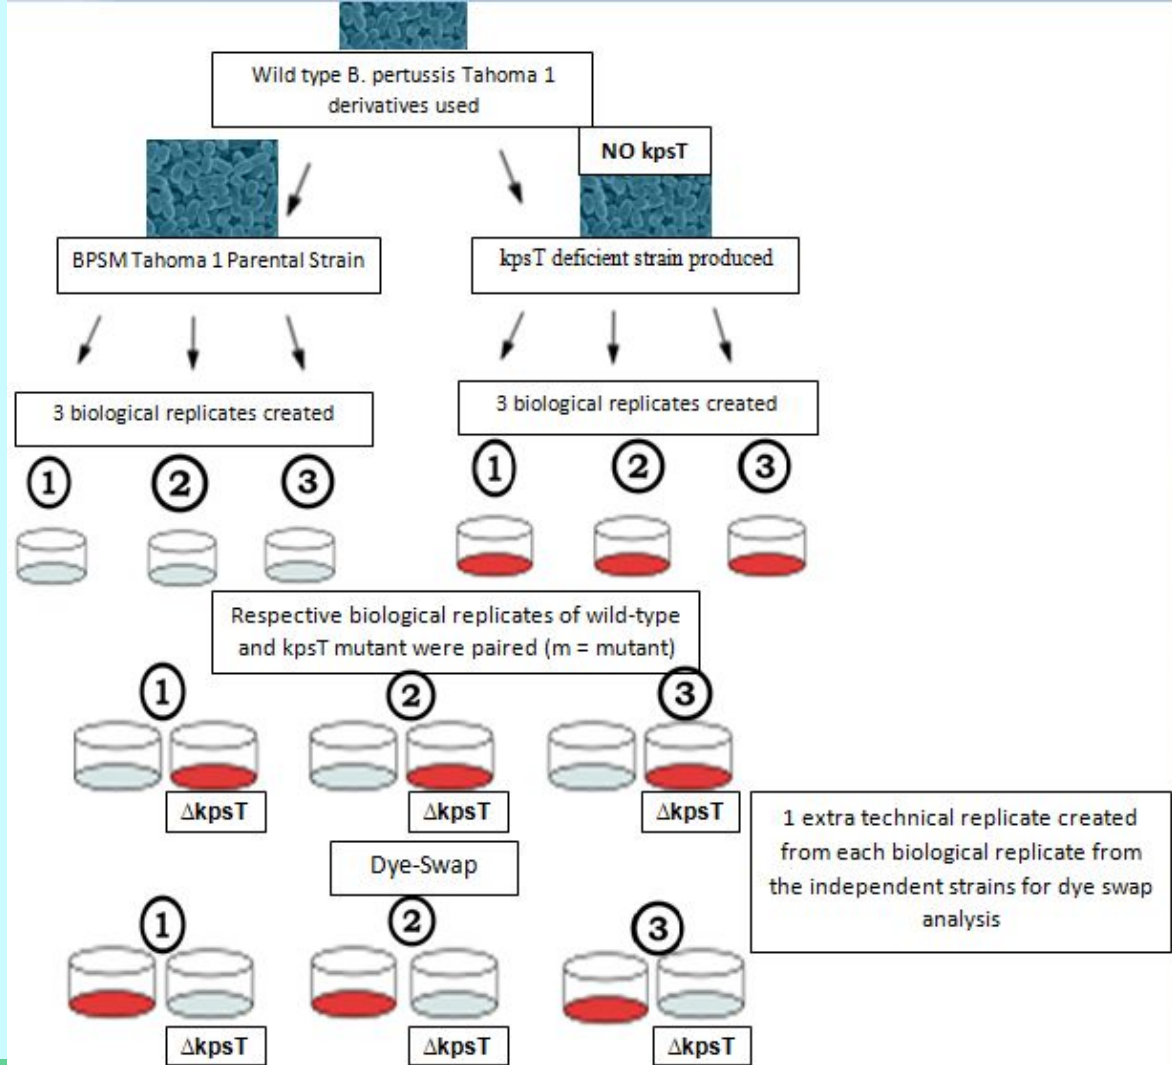 Wild type B. pertussis Tahoma 1
derivatives used
NO kpsT
BPSM Tahoma 1 Parental Strain
kpsT deficient strain produced
3 biological replicates created
3 biological replicates created
1 2 3
1 2 3
Respective biological replicates of wild-type
and kpsT mutant were paired (m = mutant)
1 2 3
ΔkpsT ΔkpsT ΔkpsT
1 extra technical replicate created
from each biological replicate from
the independent strains for dye swap
analysis
Dye-Swap
1 2 3
ΔkpsT ΔkpsT ΔkpsT